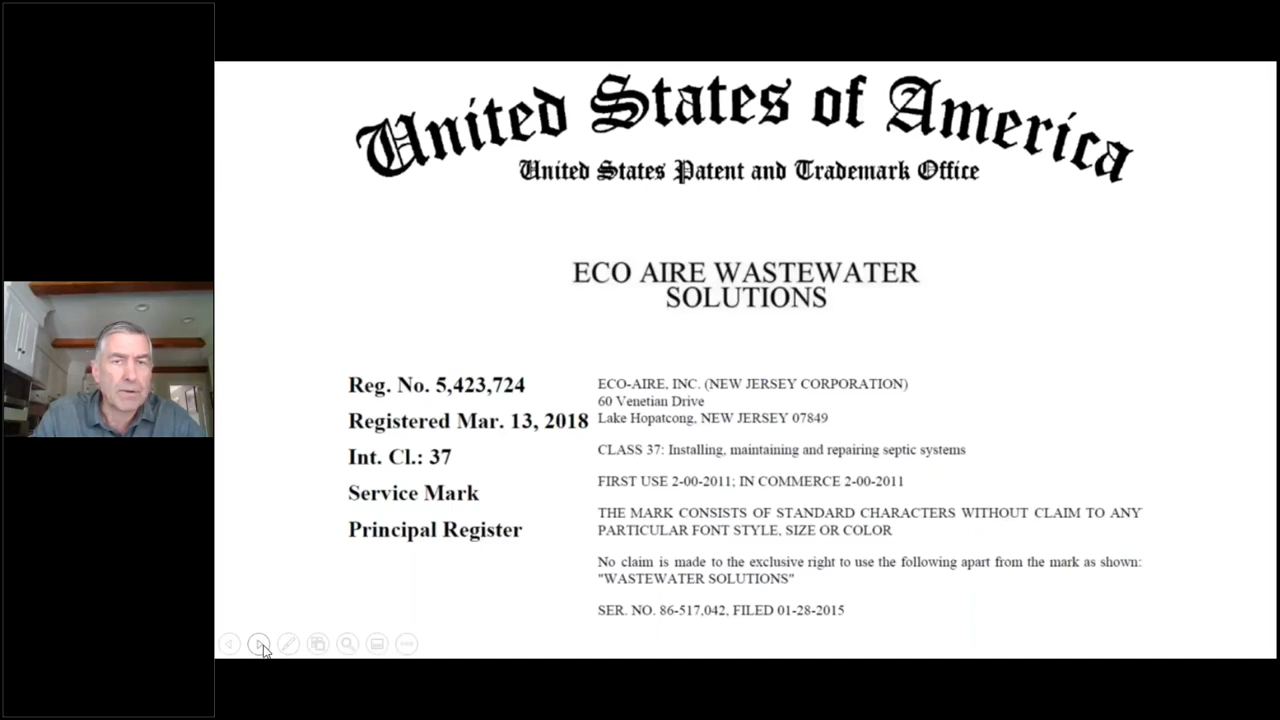 United States of America
United States Patent and Trademark Office
ECO AIRE WASTEWATER
SOLUTIONS
Reg. No. 5,423,724
Registered Mar. 13, 2018
Int. Cl.: 37
Service Mark
Principal Register
ECO-AIRE, INC. (NEW JERSEY CORPORATION)
60 Venetian Drive
Lake Hopatcong, NEW JERSEY 07849
CLASS 37: Installing, maintaining and repairing septic systems
FIRST USE 2-00-2011; IN COMMERCE 2-00-2011
THE MARK CONSISTS OF STANDARD CHARACTERS WITHOUT CLAIM TO ANY
PARTICULAR FONT STYLE, SIZE OR COLOR
No claim is made to the exclusive right to use the following apart from the mark as shown:
"WASTEWATER SOLUTIONS"
SER. NO. 86-517,042, FILED 01-28-2015